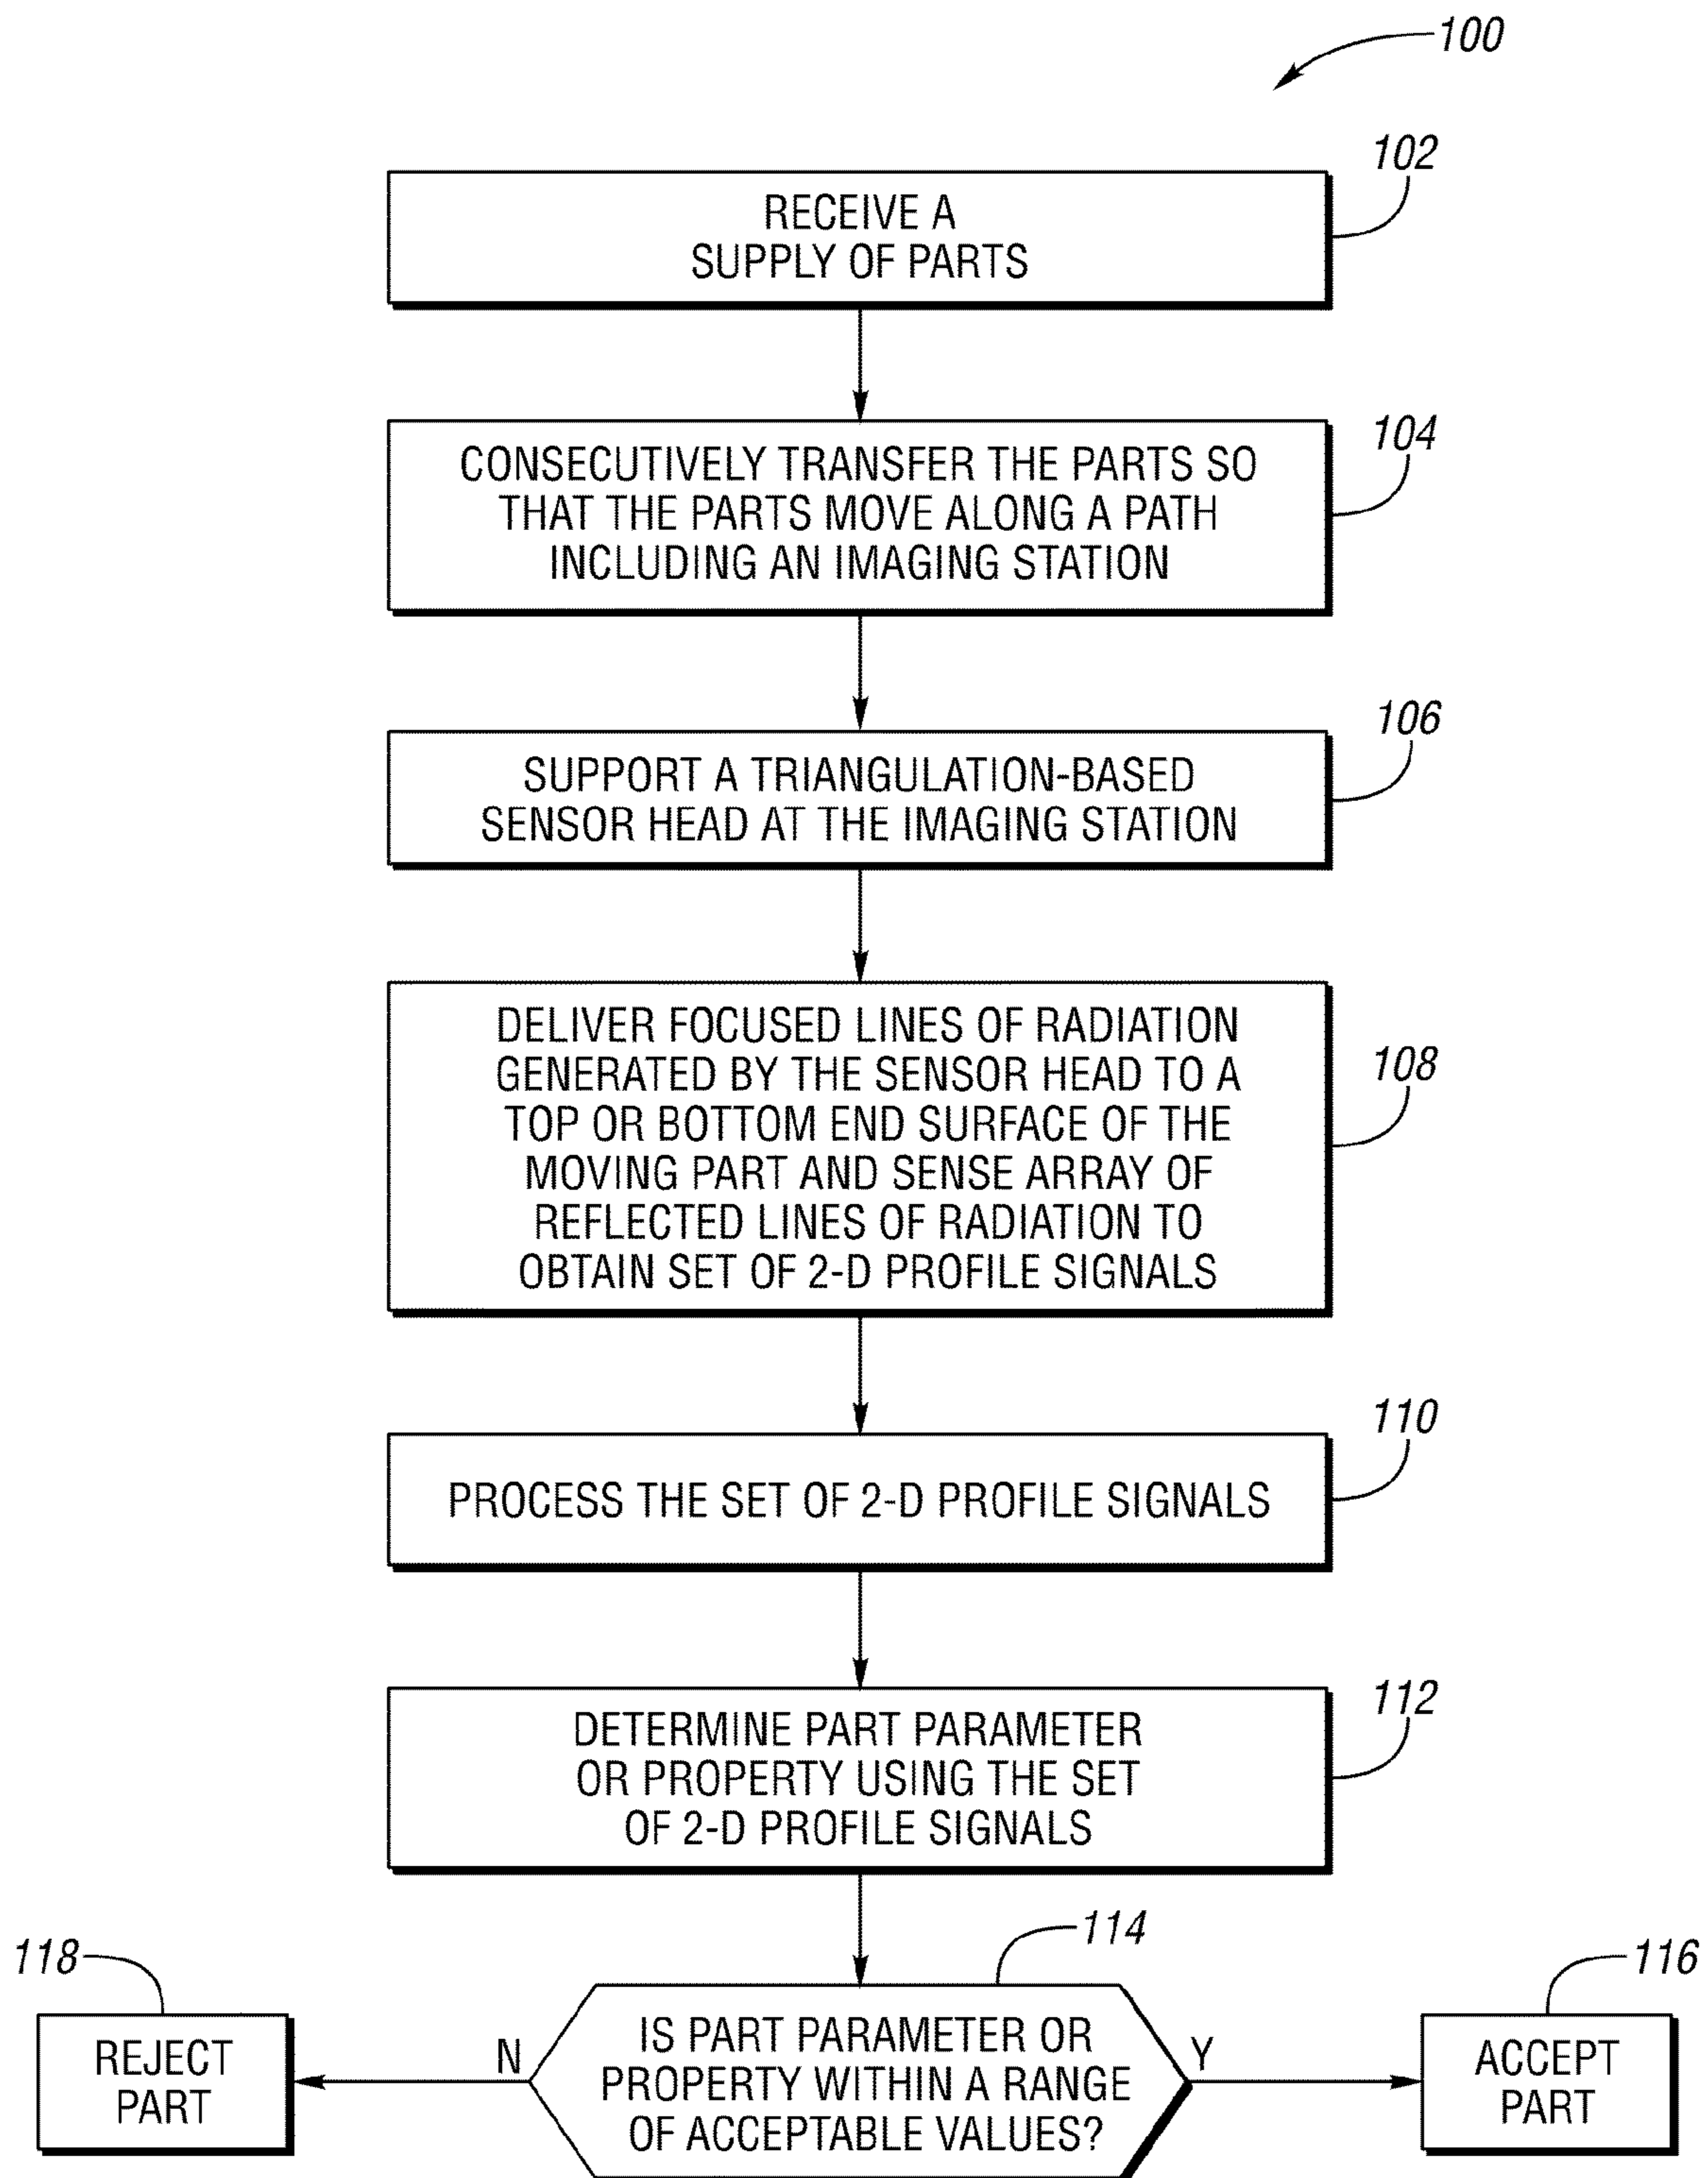 100
102
RECEIVE A
SUPPLY OF PARTS
104
CONSECUTIVELY TRANSFER THE PARTS SO
THAT THE PARTS MOVE ALONG A PATH
INCLUDING AN IMAGING STATION
106
SUPPORT A TRIANGULATION-BASED
SENSOR HEAD AT THE IMAGING STATION
108
DELIVER FOCUSED LINES OF RADIATION
GENERATED BY THE SENSOR HEAD TO A
TOP OR BOTTOM END SURFACE OF THE
MOVING PART AND SENSE ARRAY OF
REFLECTED LINES OF RADIATION TO
OBTAIN SET OF 2-D PROFILE SIGNALS
110
PROCESS THE SET OF 2-D PROFILE SIGNALS
112
DETERMINE PART PARAMETER
OR PROPERTY USING THE SET
OF 2-D PROFILE SIGNALS
114
IS PART PARAMETER OR
PROPERTY WITHIN A RANGE
OF ACCEPTABLE VALUES?
N
118
REJECT
PART
Y
116
ACCEPT
PART